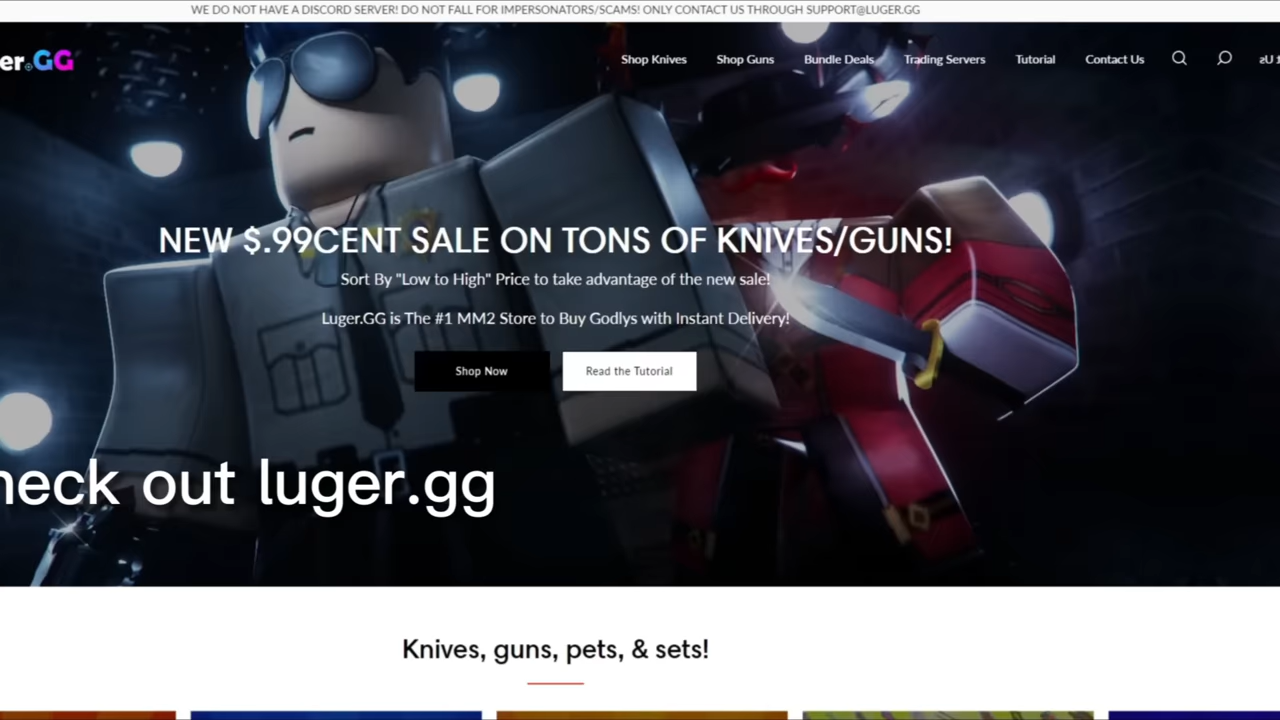 WE DO NOT HAVE A DISCORD SERVER! DO NOT FALL FOR IMPERSONATORS/SCAMS! ONLY CONTACT US THROUGH SUPPORT@LUGER.GG
er.GG Shop Knives Shop Guns Bundle Deals Trading Servers Tutorial Contact Us
NEW $.99CENT SALE ON TONS OF KNIVES/GUNS!
Sort By "Low to High" Price to take advantage of the new sale!
Luger.GG is The #1 MM2 Store to Buy Godlys with Instant Delivery!
Shop Now Read the Tutorial
heck out luger.gg
Knives, guns, pets, & sets!